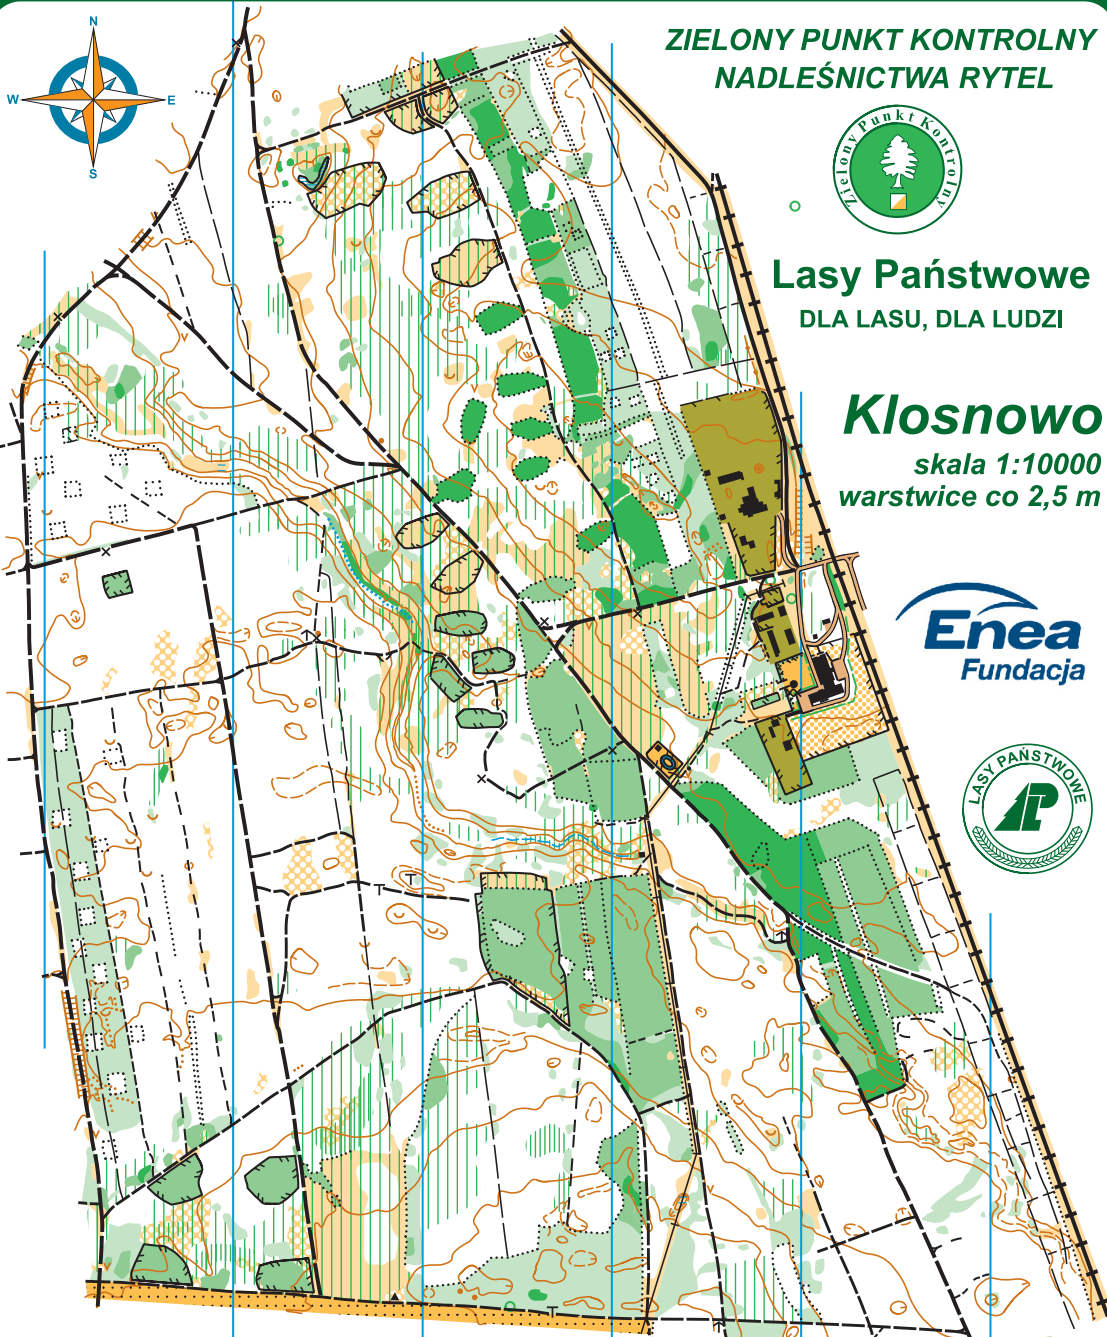 N
W
E
S
ZIELONY PUNKT KONTROLNY
NADLEŚNICTWA RYTEL
Zielony Punkt Kontrolny
Lasy Państwowe
DLA LASU, DLA LUDZI
Klosnowo
skala 1:10000
warstwice co 2,5 m
Enea
Fundacja
LASY PAŃSTWOWE
LP